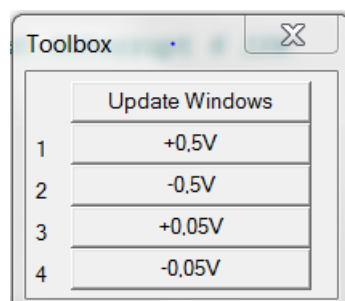 Toolbox
Update Windows
1 +0,5V
2 -0,5V
3 +0,05V
4 -0,05V